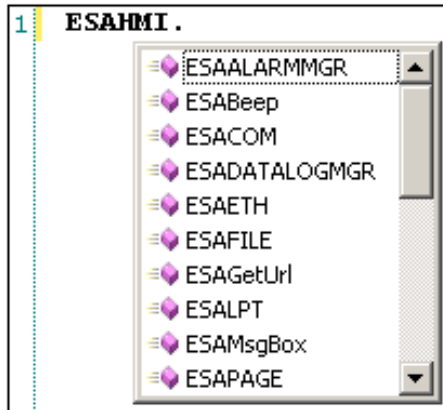 1 ESAHMI.
ESAALARMMGR
ESABeep
ESACOM
ESADATALOGMGR
ESAETH
ESAFILE
ESAGetUrl
ESALPT
ESAMsgBox
ESAPAGE